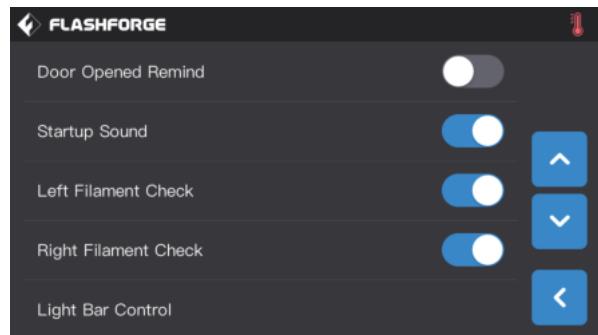 FLASHFORGE
Door Opened Remind
Startup Sound
Left Filament Check
Right Filament Check
Light Bar Control